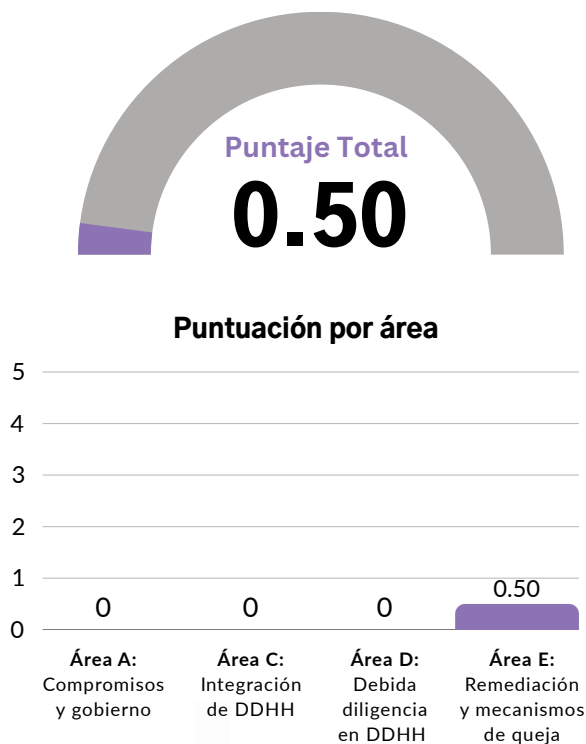 Puntaje Total
0.50
Puntuación por área
5
4
3
2
1
0
0
0
0
0.50
Área A:
Compromisos
y gobierno
Área C:
Integración
de DDHH
Área D:
Debida
diligencia
en DDHH
Área E:
Remediación
y mecanismos
de queja